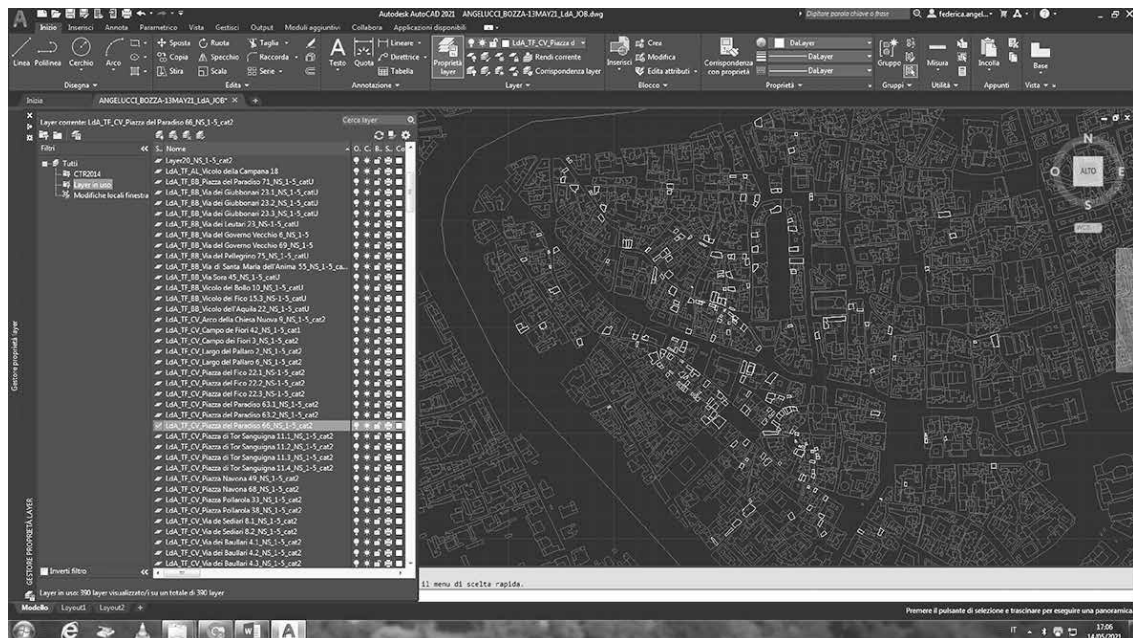 Autodesk AutoCAD 2021 ANGELUCCI_BOZZA-13MAY21_LdA_JOB.dwg
Digitare parola chiave o frase
federica.angel...
Inizio Inserisci Annota Parametrico Vista Gestisci Output Moduli aggiuntivi Collabora Applicazioni disponibili
Linea Polilinea Cerchio Arco
Sposta Ruota Taglia
Copia Specchio Raccorda
Stira Scala Serie
Testo Quota
Lineare
Direttrice
Tabella
Proprietà layer
LdA_TF_CV_Piazza d
Rendi corrente
Corrispondenza layer
Inserisci
Crea
Modifica
Edita attributi
Corrispondenza con proprietà
DaLayer
DaLayer
DaLayer
Gruppo Misura Incolla Base
Disegna Edita Annotazione Layer Blocco Proprietà Gruppi Utilità Appunti Vista
Inizia ANGELUCCI_BOZZA-13MAY21_LdA_JOB*
Layer corrente: LdA_TF_CV_Piazza del Paradiso 66_NS_1-5_cat2
Cerca layer
Filtri
Tutti
CTR2014
Layer in uso
Modifiche locali finestra
S.. Nome O. C. B.. S.. Co
Layer20_NS_1-5_cat2
LdA_TF_AL_Vicolo della Campana 18
LdA_TF_BB_Piazza del Paradiso 71_NS_1-5_catU
LdA_TF_BB_Via dei Giubbonari 23.1_NS_1-5_catU
LdA_TF_BB_Via dei Giubbonari 23.2_NS_1-5_catU
LdA_TF_BB_Via dei Giubbonari 23.3_NS_1-5_catU
LdA_TF_BB_Via dei Leutari 23_NS-1-5_catU
LdA_TF_BB_Via del Governo Vecchio 6_NS_1-5
LdA_TF_BB_Via del Governo Vecchio 69_NS_1-5
LdA_TF_BB_Via del Pellegrino 75_NS_1-5_catU
LdA_TF_BB_Via di Santa Maria dell'Anima 55_NS_1-5_ca...
LdA_TF_BB_Via Sora 45_NS_1-5_catU
LdA_TF_BB_Vicolo del Bollo 10_NS_1-5_catU
LdA_TF_BB_Vicolo del Fico 15.3_NS_1-5_catU
LdA_TF_BB_Vicolo dell'Aquila 22_NS_1-5_catU
LdA_TF_CV_Arco della Chiesa Nuova 9_NS_1-5_cat2
LdA_TF_CV_Campo de Fiori 42_NS_1-5_cat1
LdA_TF_CV_Campo dei Fiori 3_NS_1-5_cat2
LdA_TF_CV_Largo del Pallaro 2_NS_1-5_cat2
LdA_TF_CV_Largo del Pallaro 6_NS_1-5_cat2
LdA_TF_CV_Piazza del Fico 22.1_NS_1-5_cat2
LdA_TF_CV_Piazza del Fico 22.2_NS_1-5_cat2
LdA_TF_CV_Piazza del Fico 22.3_NS_1-5_cat2
LdA_TF_CV_Piazza del Paradiso 63.1_NS_1-5_cat2
LdA_TF_CV_Piazza del Paradiso 63.2_NS_1-5_cat2
LdA_TF_CV_Piazza del Paradiso 66_NS_1-5_cat2
LdA_TF_CV_Piazza di Tor Sanguigna 11.1_NS_1-5_cat2
LdA_TF_CV_Piazza di Tor Sanguigna 11.2_NS_1-5_cat2
LdA_TF_CV_Piazza di Tor Sanguigna 11.3_NS_1-5_cat2
LdA_TF_CV_Piazza di Tor Sanguigna 11.4_NS_1-5_cat2
LdA_TF_CV_Piazza Navona 49_NS_1-5_cat2
LdA_TF_CV_Piazza Navona 68_NS_1-5_cat2
LdA_TF_CV_Piazza Pollarola 33_NS_1-5_cat2
LdA_TF_CV_Piazza Pollarola 38_NS_1-5_cat2
LdA_TF_CV_Via de Sediari 8.1_NS_1-5_cat2
LdA_TF_CV_Via de Sediari 8.2_NS_1-5_cat2
LdA_TF_CV_Via dei Baullari 4.1_NS_1-5_cat2
LdA_TF_CV_Via dei Baullari 4.2_NS_1-5_cat2
LdA_TF_CV_Via dei Baullari 4.3_NS_1-5_cat2
Inverti filtro
Layer in uso: 390 layer visualizzato/i su un totale di 390 layer
Gestore proprietà layer
GESTORE PROPRIETÀ LAYER
N
O ALTO E
S
il menu di scelta rapida.
Modello Layout1 Layout2 +
Premere il pulsante di selezione e trascinare per eseguire una panoramica.
IT 17:06
14/05/2021